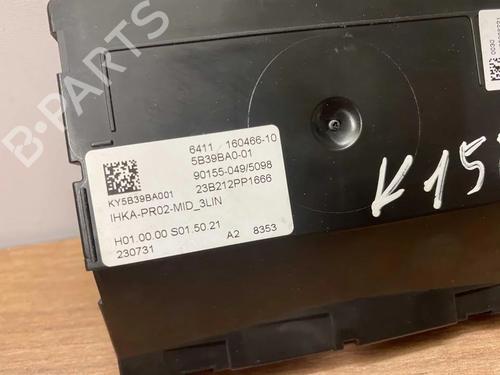 B-PARTS
6411 160466-10
5B39BA0-01
90155-049/5098
23B212PP1666
KY5B39BA001
IHKA-PR02-MID_3LIN
H01.00.00 S01.50.21
A2 8353
230731
0030